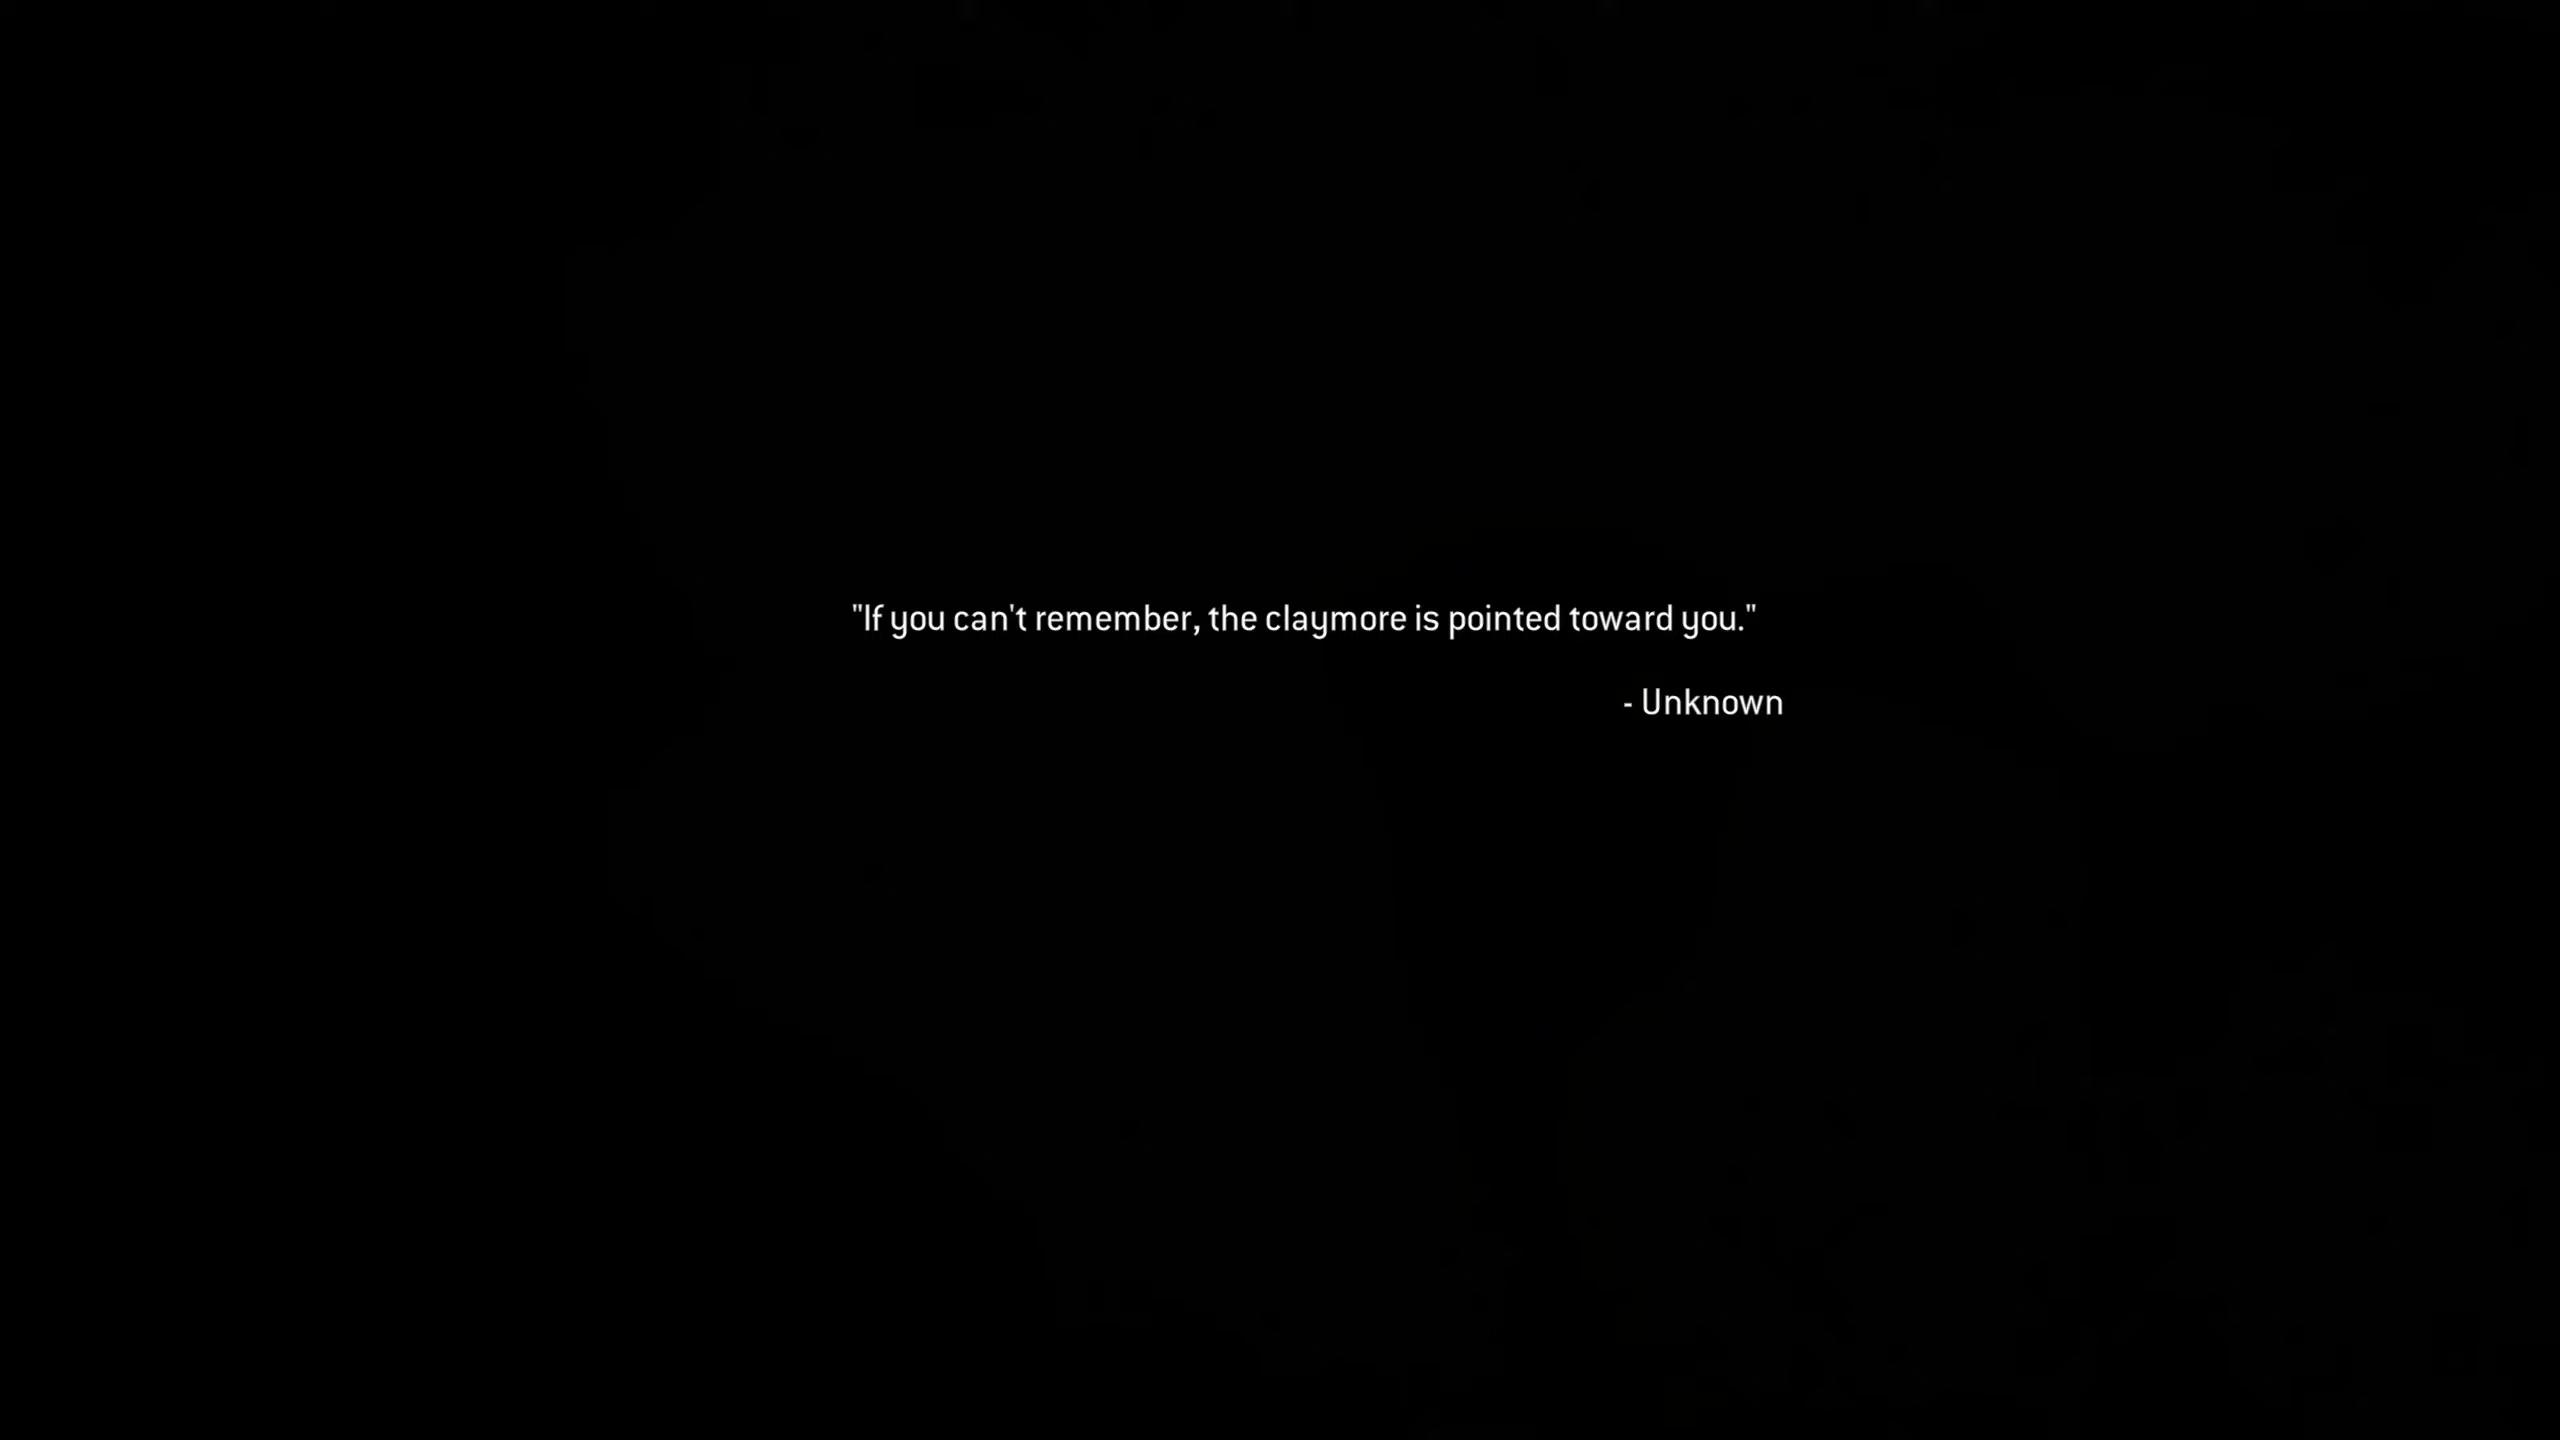 "If you can't remember, the claymore is pointed toward you."
- Unknown